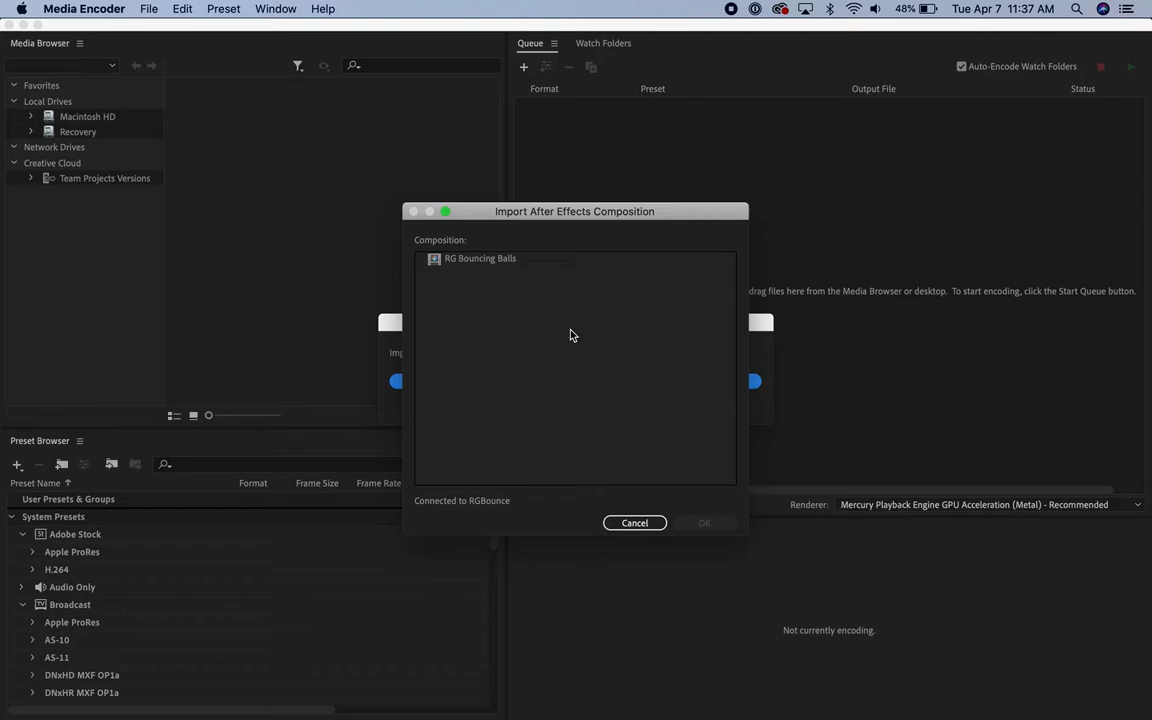 Media Encoder File Edit Preset Window Help 48% Tue Apr 7 11:37 AM
Media Browser
Queue Watch Folders
Auto-Encode Watch Folders
Favorites
Local Drives
Macintosh HD
Recovery
Network Drives
Creative Cloud
Team Projects Versions
Format Preset Output File Status
Import After Effects Composition
Composition:
RG Bouncing Balls
drag files here from the Media Browser or desktop. To start encoding, click the Start Queue button.
Imp
Connected to RGBounce
Cancel OK
Renderer: Mercury Playback Engine GPU Acceleration (Metal) - Recommended
Preset Browser
Preset Name Format Frame Size Frame Rate
User Presets & Groups
System Presets
St Adobe Stock
Apple ProRes
H.264
Audio Only
TV Broadcast
Apple ProRes
AS-10
AS-11
DNxHD MXF OP1a
DNxHR MXF OP1a
Not currently encoding.